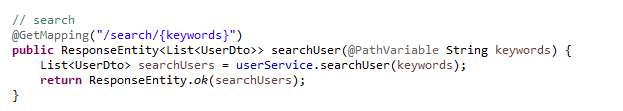 // search
@GetMapping("/search/{keywords}")
public ResponseEntity<List<UserDto>> searchUser(@PathVariable String keywords) {
    List<UserDto> searchUsers = userService.searchUser(keywords);
    return ResponseEntity.ok(searchUsers);
}